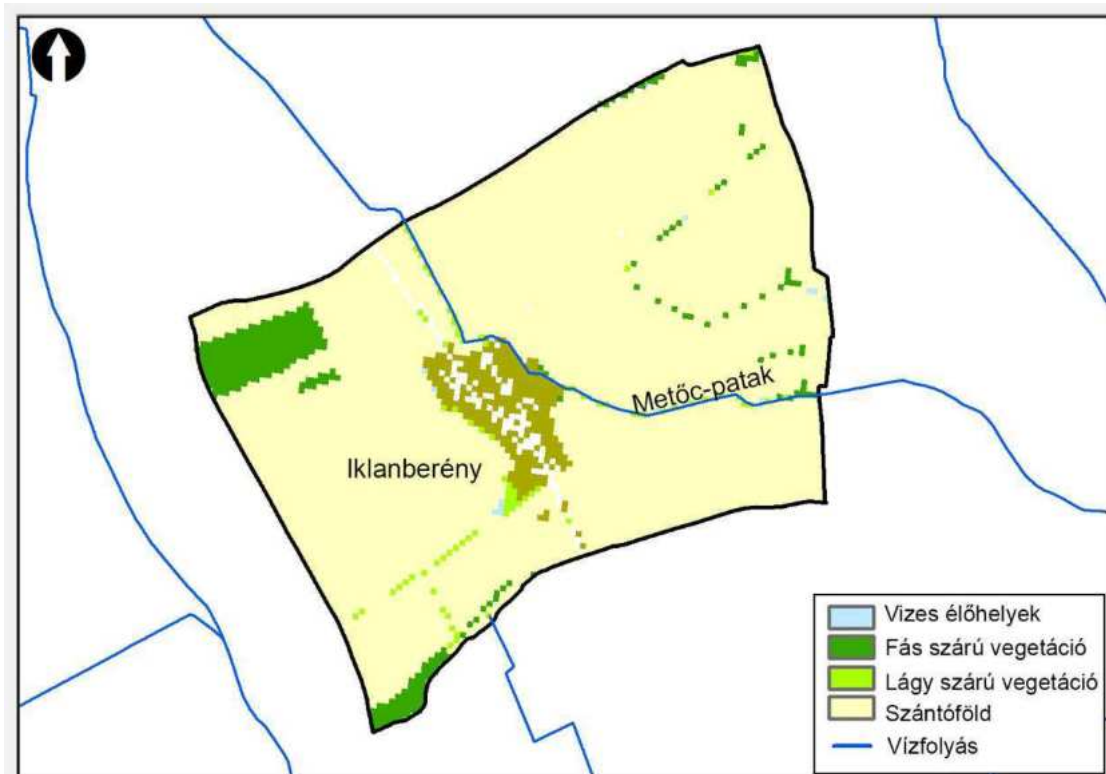 Metőc-patak
Iklanberény
Vizes élőhelyek
Fás szárú vegetáció
Lágy szárú vegetáció
Szántóföld
Vízfolyás